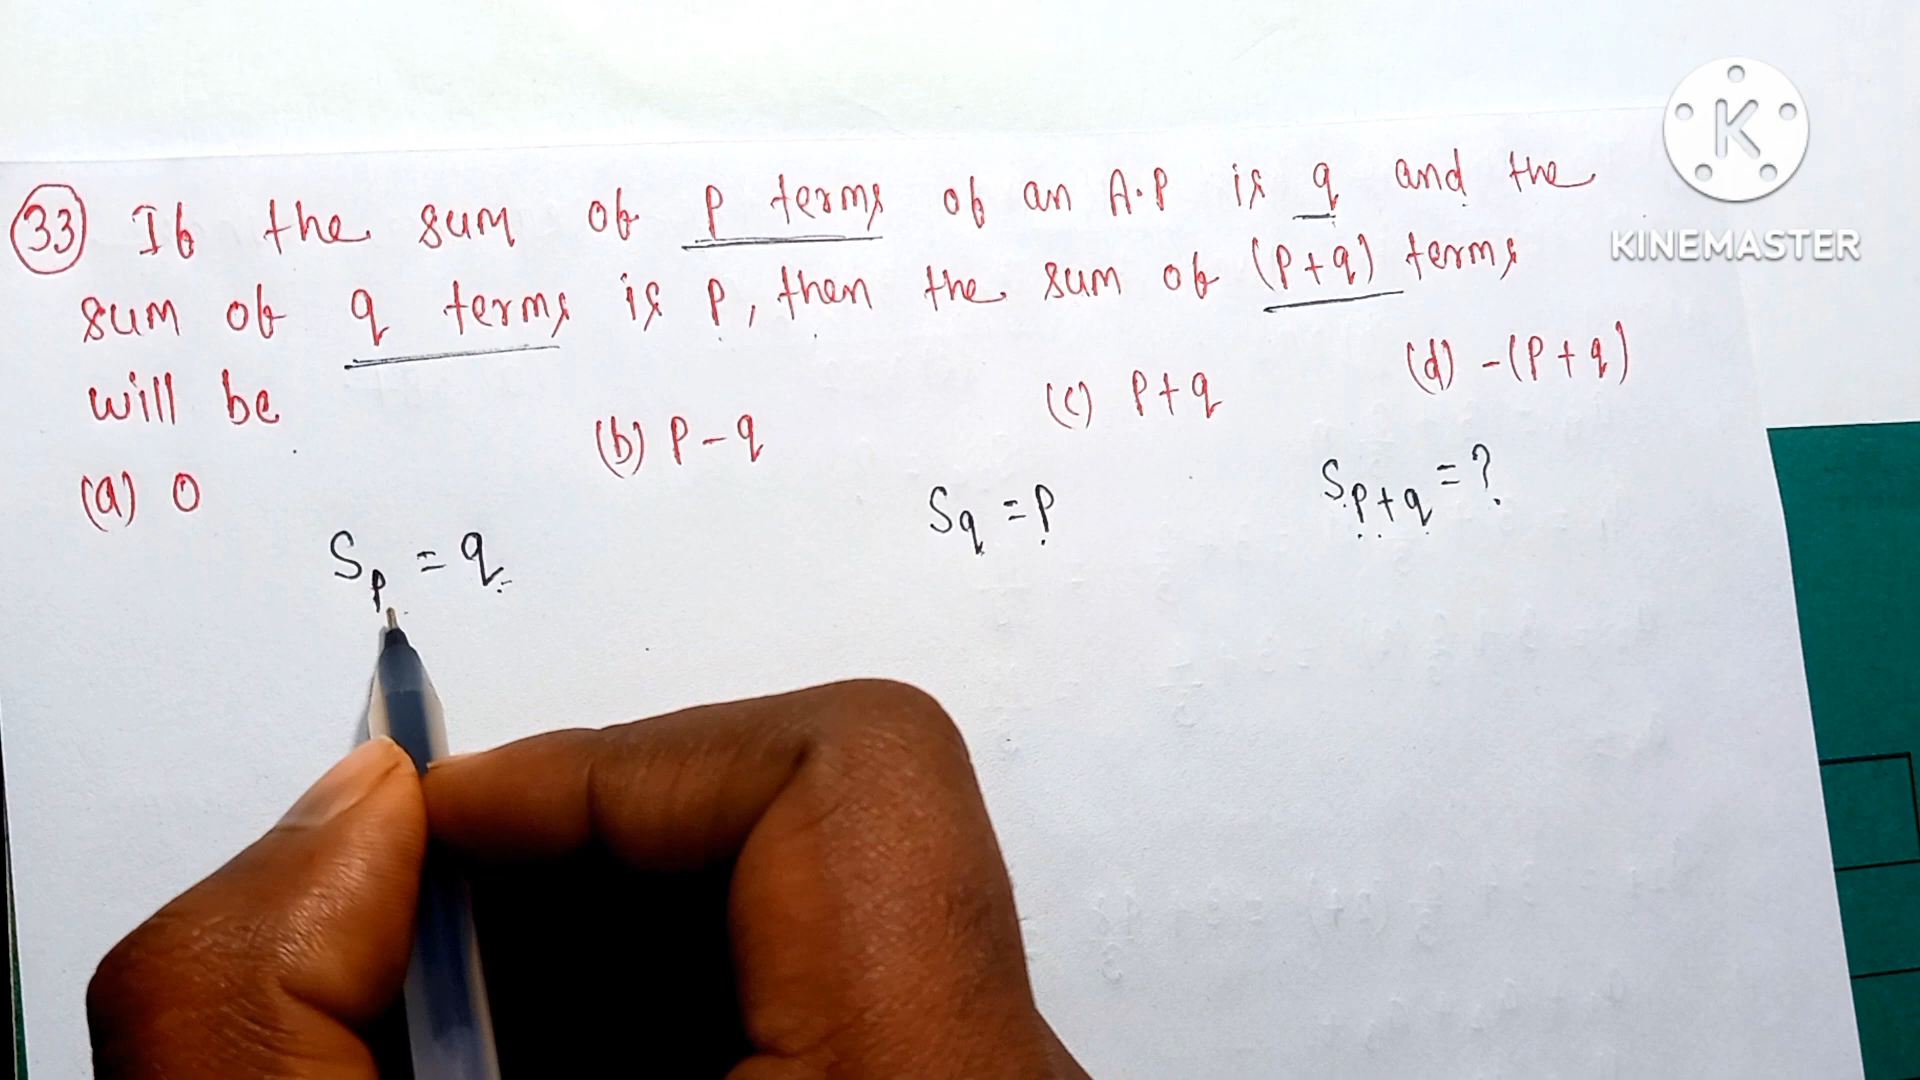 33 If the sum of p terms of an A.P is q and the
sum of q terms is p, then the sum of (p+q) terms
will be
(a) 0 (b) p-q (c) p+q (d) -(p+q)
Sp = q Sq = p Sp+q = ?
K
KINEMASTER